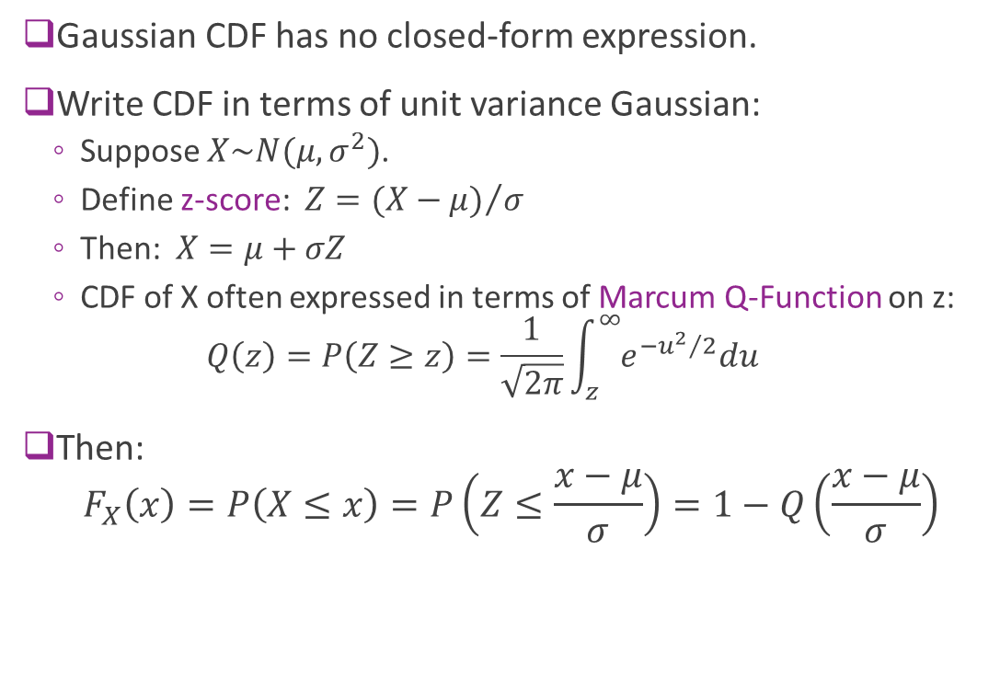 ❑Gaussian CDF has no closed-form expression.
❑Write CDF in terms of unit variance Gaussian:
◦ Suppose $X \sim N(\mu, \sigma^2)$.
◦ Define z-score: $Z = (X - \mu)/\sigma$
◦ Then: $X = \mu + \sigma Z$
◦ CDF of X often expressed in terms of Marcum Q-Function on z:
$Q(z) = P(Z \geq z) = \frac{1}{\sqrt{2\pi}} \int_z^\infty e^{-u^2/2} du$
❑Then:
$F_X(x) = P(X \leq x) = P\left(Z \leq \frac{x - \mu}{\sigma}\right) = 1 - Q\left(\frac{x - \mu}{\sigma}\right)$